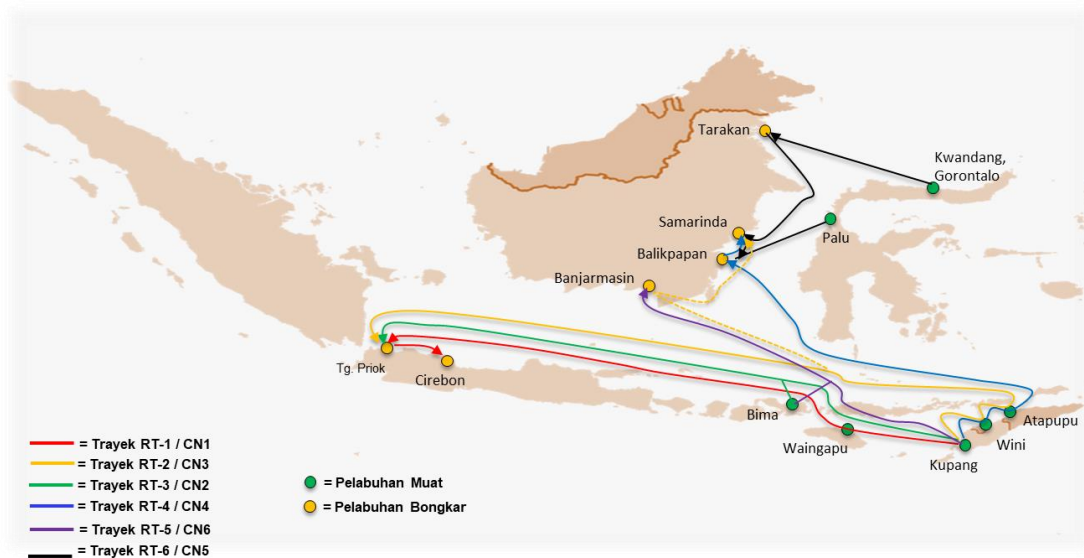 Tarakan
Kwandang,
Gorontalo
Samarinda
Palu
Balikpapan
Banjarmasin
Tg. Priok
Cirebon
Bima
Atapupu
Waingapu
Wini
Kupang
= Trayek RT-1 / CN1
= Trayek RT-2 / CN3
= Trayek RT-3 / CN2
= Trayek RT-4 / CN4
= Trayek RT-5 / CN6
= Trayek RT-6 / CN5
= Pelabuhan Muat
= Pelabuhan Bongkar